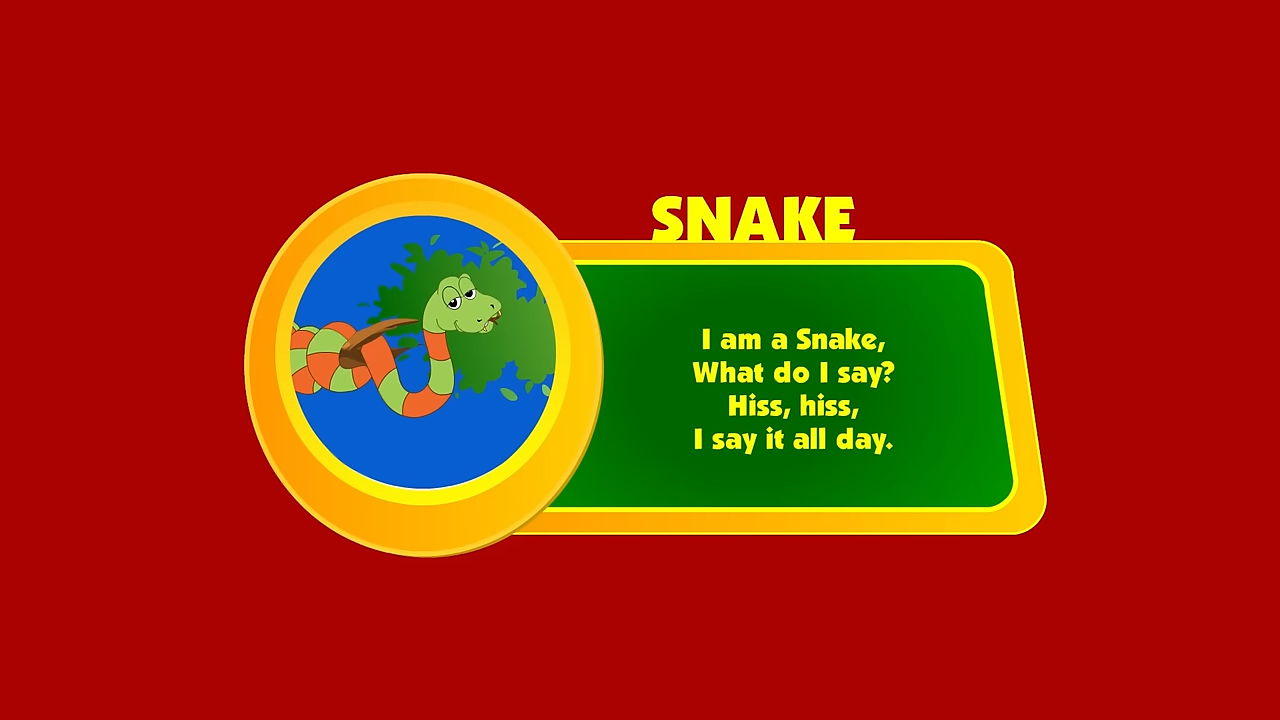 SNAKE
I am a Snake,
What do I say?
Hiss, hiss,
I say it all day.